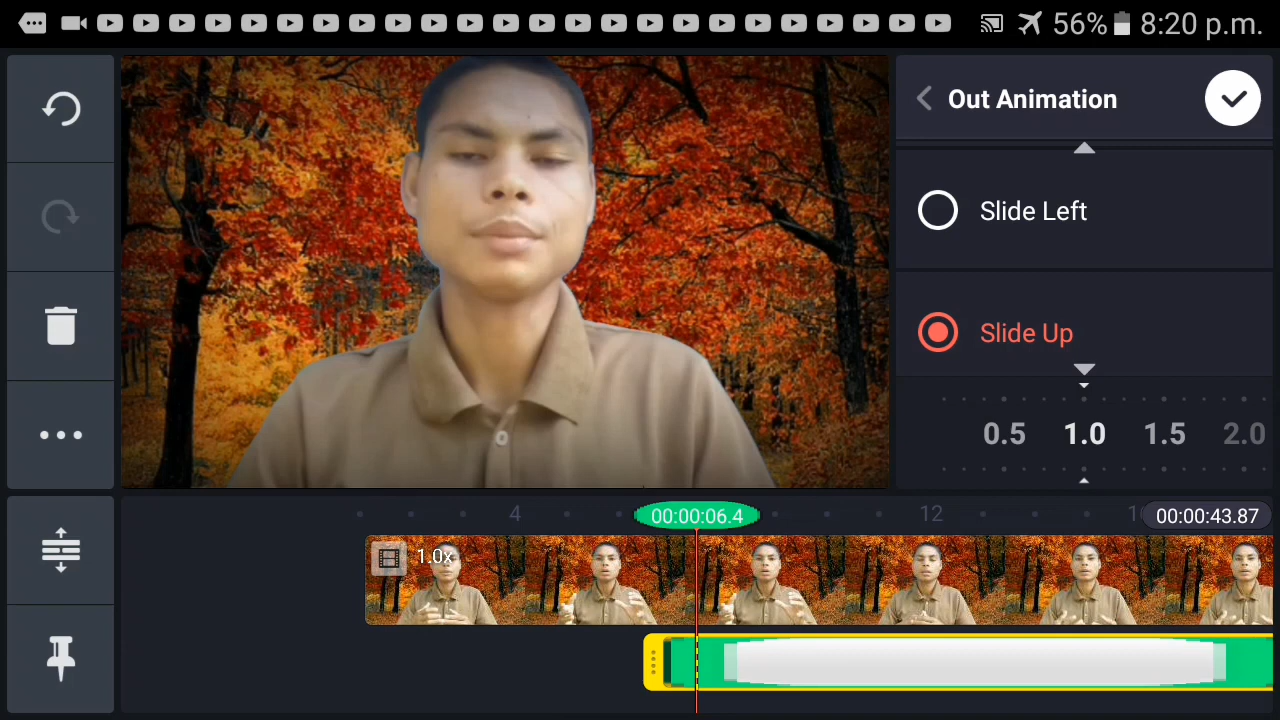 56% 8:20 p.m.
Out Animation
Slide Left
Slide Up
0.5 1.0 1.5 2.0
4 00:00:06.4 12 00:00:43.87
1.0x